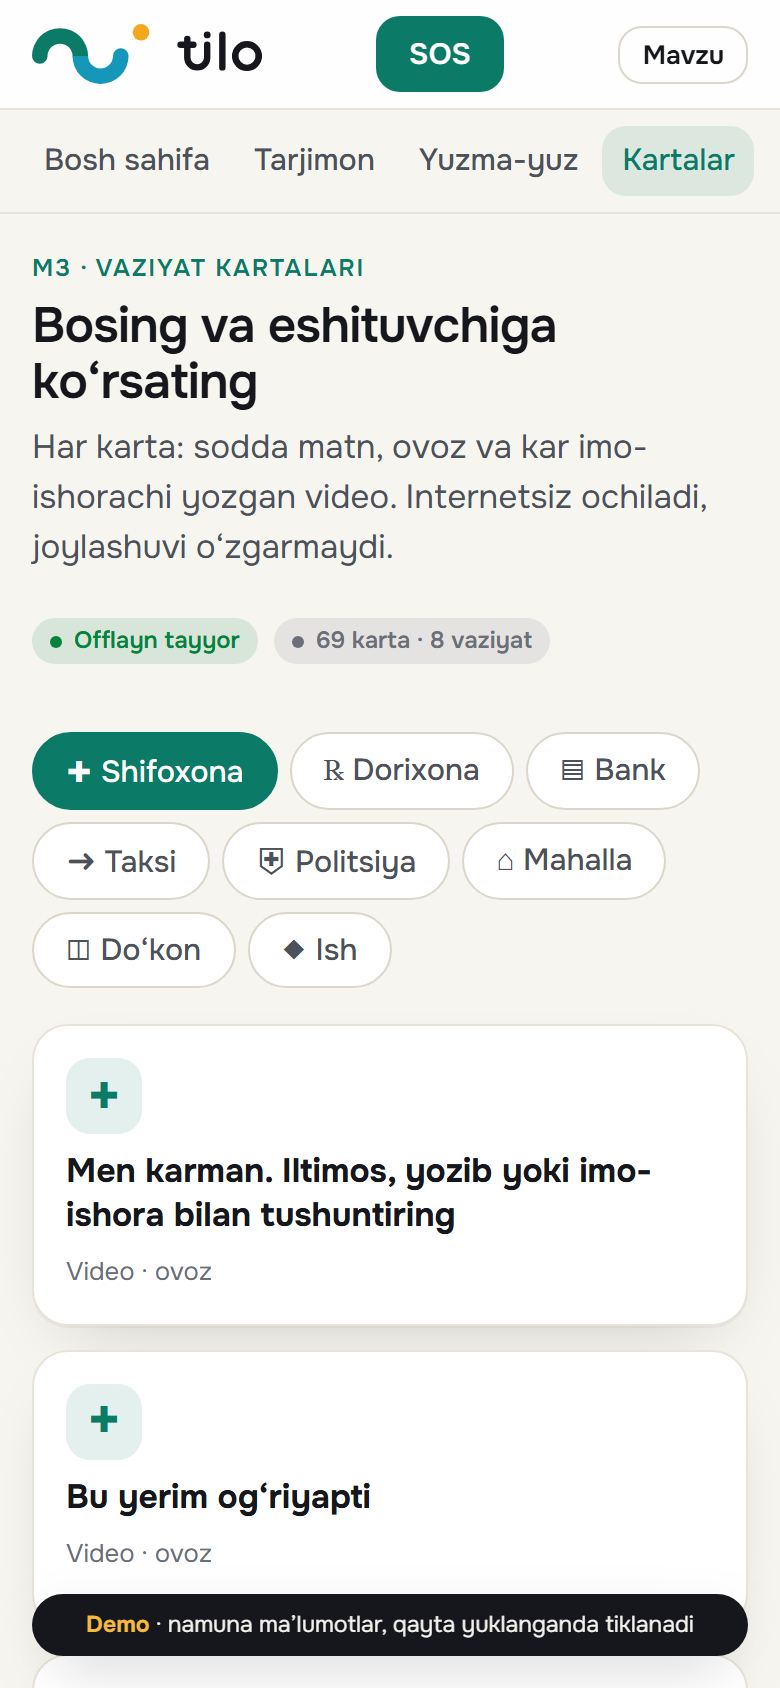 tilo
SOS
Mavzu
Bosh sahifa
Tarjimon
Yuzma-yuz
Kartalar
M3 · VAZIYAT KARTALARI
Bosing va eshituvchiga
ko‘rsating
Har karta: sodda matn, ovoz va kar imo-
ishorachi yozgan video. Internetsiz ochiladi,
joylashuvi o‘zgarmaydi.
Offlayn tayyor
69 karta · 8 vaziyat
Shifoxona
℞ Dorixona
Bank
Taksi
Politsiya
Mahalla
Do‘kon
Ish
Men karman. Iltimos, yozib yoki imo-
ishora bilan tushuntiring
Video · ovoz
Bu yerim og‘riyapti
Video · ovoz
Demo · namuna ma’lumotlar, qayta yuklanganda tiklanadi